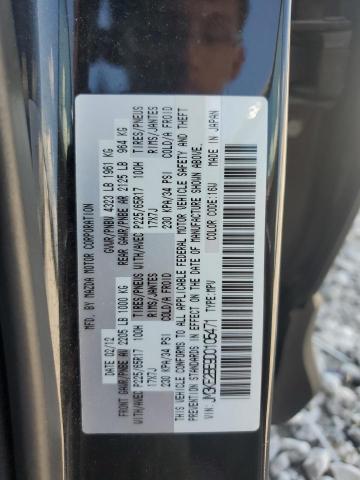 MFD. BY MAZDA MOTOR CORPORATION
DATE: 02/12 GVWR/PNBV 4323 LB 1961 KG
FRONT GAWR/PNBE AV 2205 LB 1000 KG REAR GAWR/PNBE AR 2125 LB 964 KG
WITH/AVEC P225/65R17 100H TIRES/PNEUS WITH/AVEC P225/65R17 100H TIRES/PNEUS
17X7J RIMS/JANTES 17X7J RIMS/JANTES
230 KPA/34 PSI COLD/A FROID 230 KPA/34 PSI COLD/A FROID
THIS VEHICLE CONFORMS TO ALL APPLICABLE FEDERAL MOTOR VEHICLE SAFETY AND THEFT
PREVENTION STANDARDS IN EFFECT ON THE DATE OF MANUFACTURE SHOWN ABOVE.
TYPE:MPV COLOR CODE:16W MADE IN JAPAN
VIN: